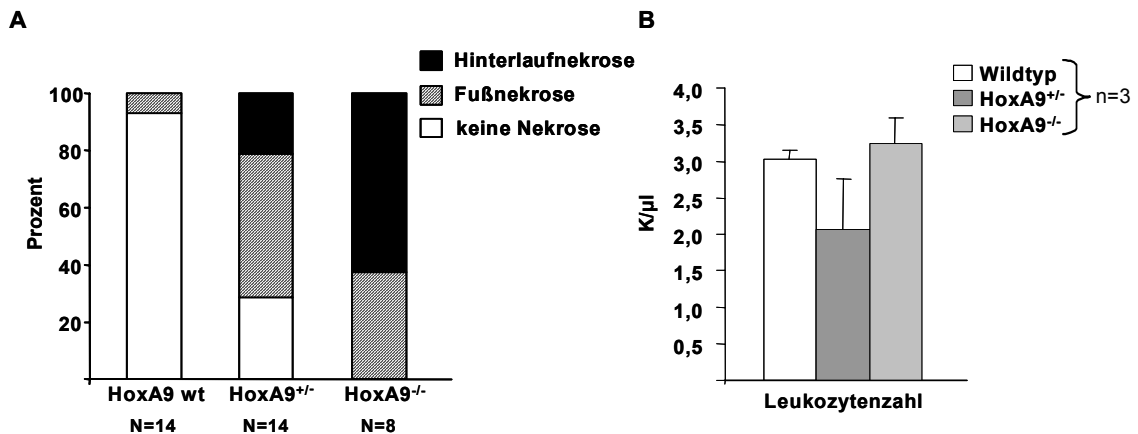 A
Hinterlaufnekrose
Fußnekrose
keine Nekrose
Prozent
100
80
60
40
20
HoxA9 wt
HoxA9+/-
HoxA9-/-
N=14
N=14
N=8
B
Wildtyp
HoxA9+/-
HoxA9-/-
n=3
K/µl
4,0
3,5
3,0
2,5
2,0
1,5
1,0
0,5
Leukozytenzahl